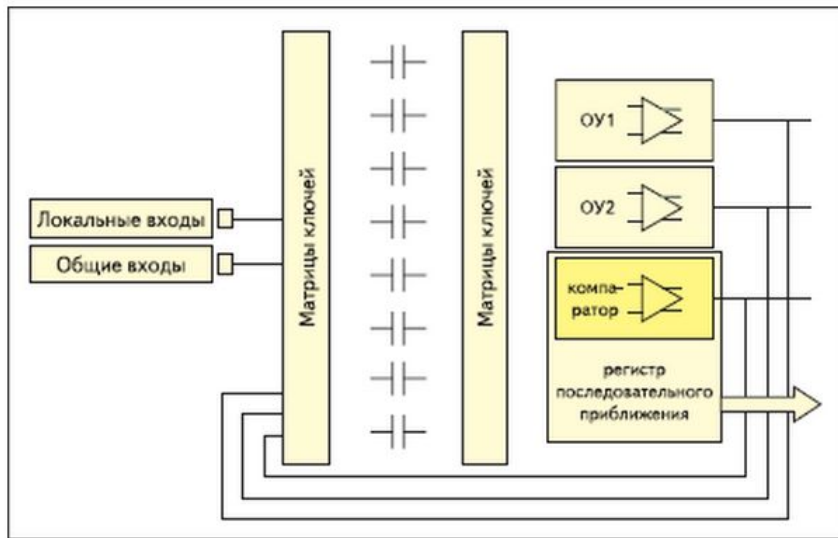 Локальные входы
Общие входы
Матрицы ключей
Матрицы ключей
ОУ1
ОУ2
компа-
ратор
регистр
последовательного
приближения